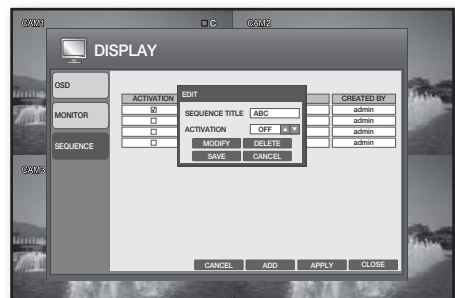 CAM1 C CAM2
DISPLAY
OSD
MONITOR
SEQUENCE
ACTIVATION CREATED BY
admin
admin
admin
admin
EDIT
SEQUENCE TITLE ABC
ACTIVATION OFF
MODIFY DELETE
SAVE CANCEL
CAM3
CANCEL ADD APPLY CLOSE